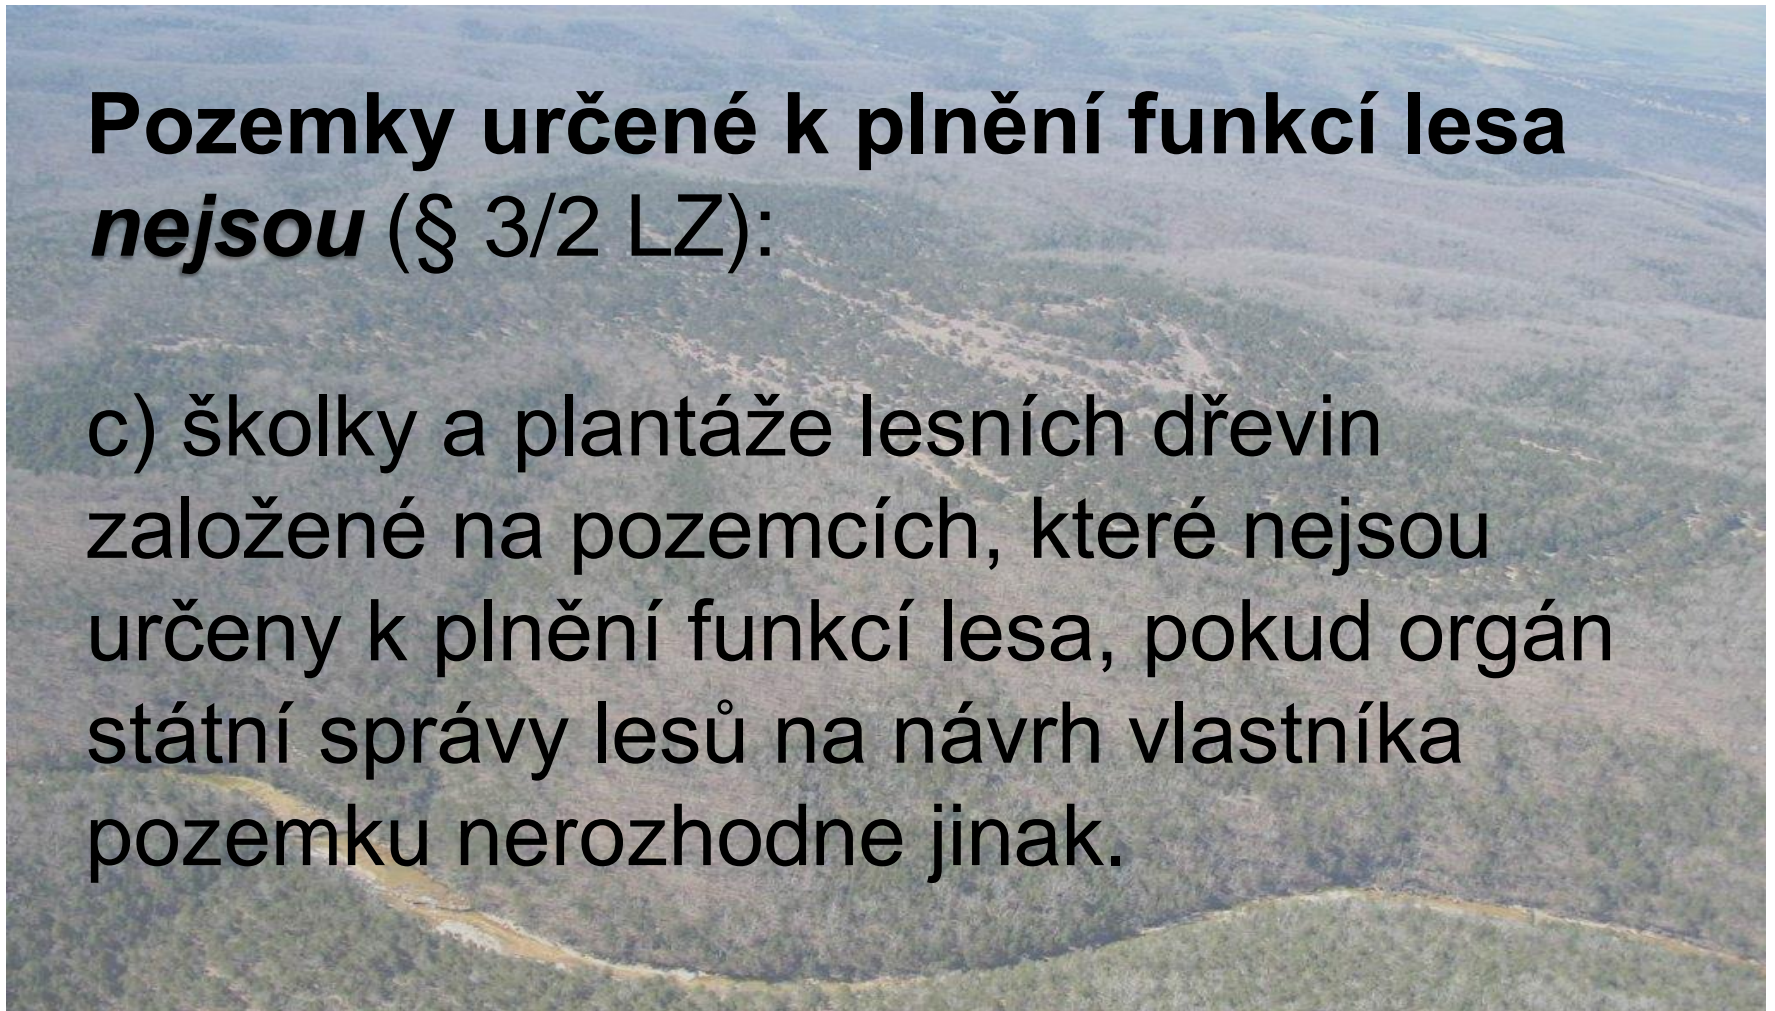 Pozemky určené k plnění funkcí lesa
nejsou (§ 3/2 LZ):
c) školky a plantáže lesních dřevin
založené na pozemcích, které nejsou
určeny k plnění funkcí lesa, pokud orgán
státní správy lesů na návrh vlastníka
pozemku nerozhodne jinak.